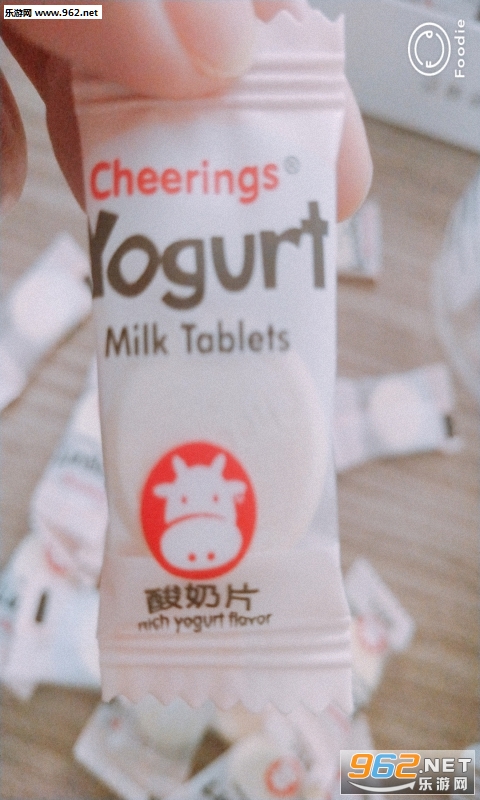 乐游网 www.962.net
Foodie
Cheerings®
Yogurt
Milk Tablets
酸奶片
rich yogurt flavor
Cheerings
962.NET
乐游网